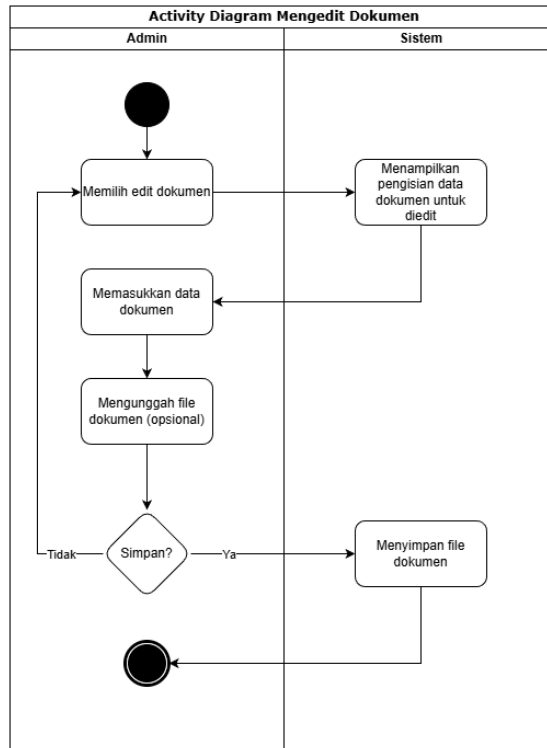 Activity Diagram Mengedit Dokumen
Admin
Sistem
Memilih edit dokumen
Menampilkan
pengisian data
dokumen untuk
diedit
Memasukkan data
dokumen
Mengunggah file
dokumen (opsional)
Simpan?
Tidak
Ya
Menyimpan file
dokumen